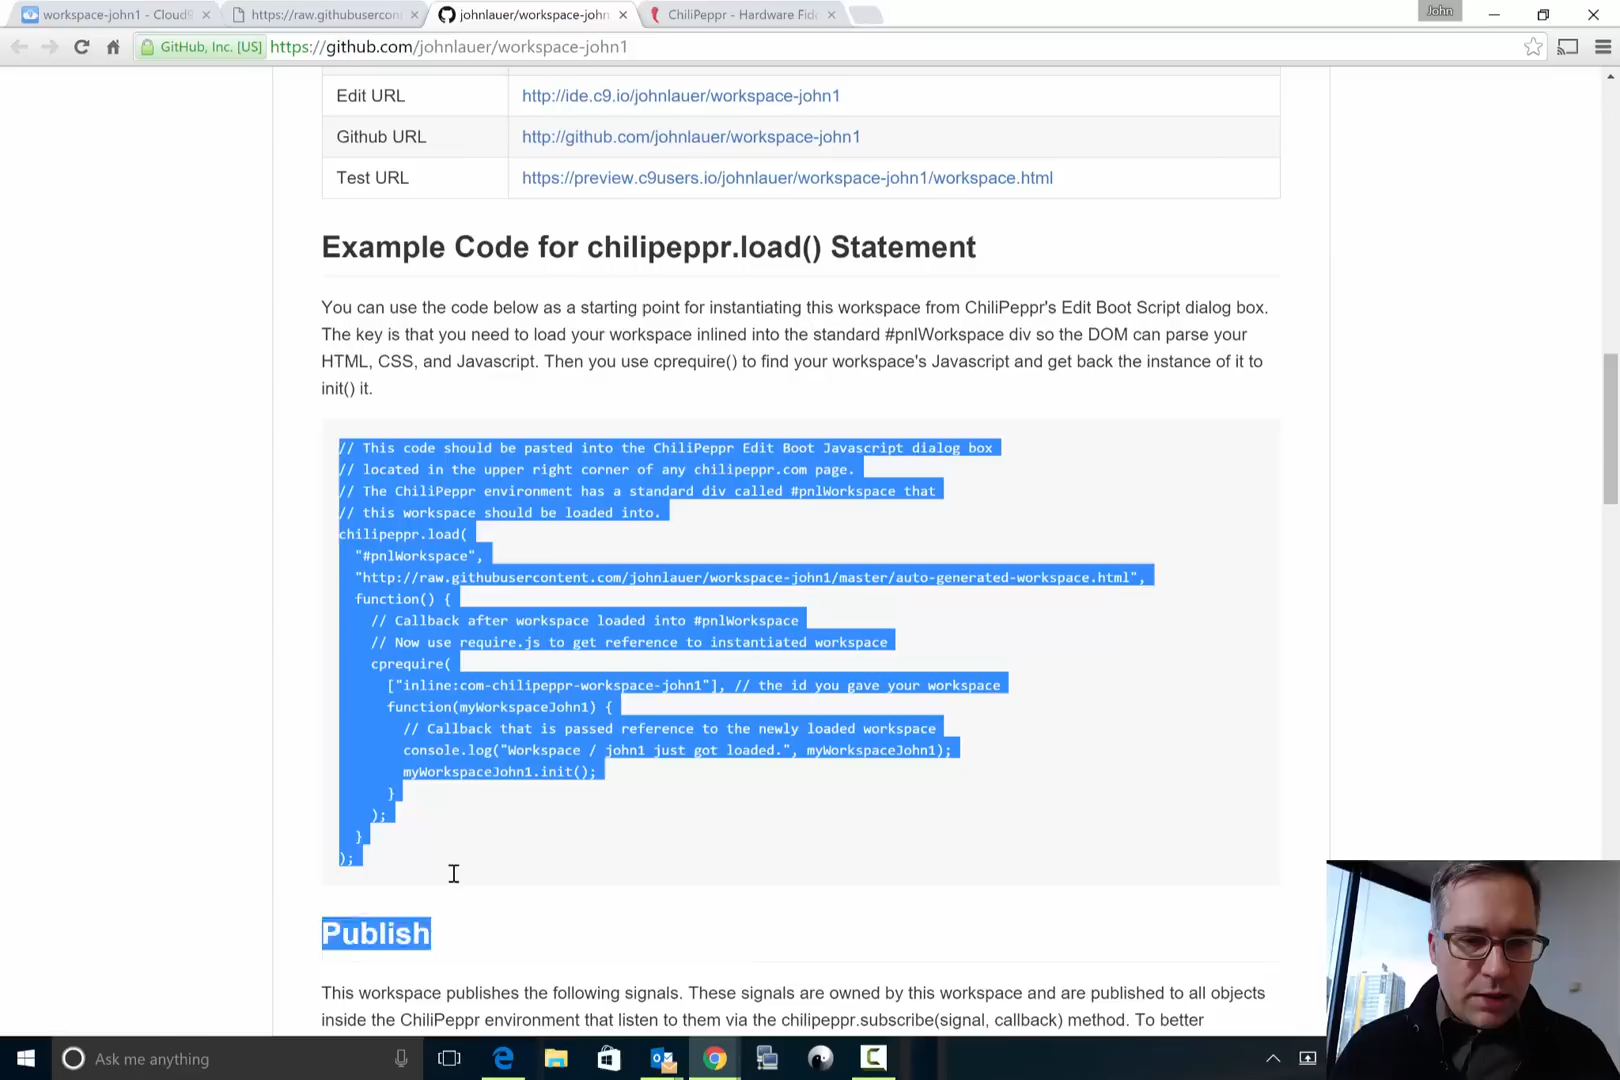 workspace-john1 - Cloud9
https://raw.githubusercon
johnlauer/workspace-john
ChiliPeppr - Hardware Fid
John
GitHub, Inc. [US]
https://github.com/johnlauer/workspace-john1
Edit URL
http://ide.c9.io/johnlauer/workspace-john1
Github URL
http://github.com/johnlauer/workspace-john1
Test URL
https://preview.c9users.io/johnlauer/workspace-john1/workspace.html
Example Code for chilipeppr.load() Statement
You can use the code below as a starting point for instantiating this workspace from ChiliPeppr's Edit Boot Script dialog box.
The key is that you need to load your workspace inlined into the standard #pnlWorkspace div so the DOM can parse your
HTML, CSS, and Javascript. Then you use cprequire() to find your workspace's Javascript and get back the instance of it to
init() it.
// This code should be pasted into the ChiliPeppr Edit Boot Javascript dialog box
// located in the upper right corner of any chilipeppr.com page.
// The ChiliPeppr environment has a standard div called #pnlWorkspace that
// this workspace should be loaded into.
chilipeppr.load(
"#pnlWorkspace",
"http://raw.githubusercontent.com/johnlauer/workspace-john1/master/auto-generated-workspace.html",
function() {
// Callback after workspace loaded into #pnlWorkspace
// Now use require.js to get reference to instantiated workspace
cprequire(
["inline:com-chilipeppr-workspace-john1"], // the id you gave your workspace
function(myWorkspaceJohn1) {
// Callback that is passed reference to the newly loaded workspace
console.log("Workspace / john1 just got loaded.", myWorkspaceJohn1);
myWorkspaceJohn1.init();
}
);
}
);
Publish
This workspace publishes the following signals. These signals are owned by this workspace and are published to all objects
inside the ChiliPeppr environment that listen to them via the chilipeppr.subscribe(signal, callback) method. To better
Ask me anything